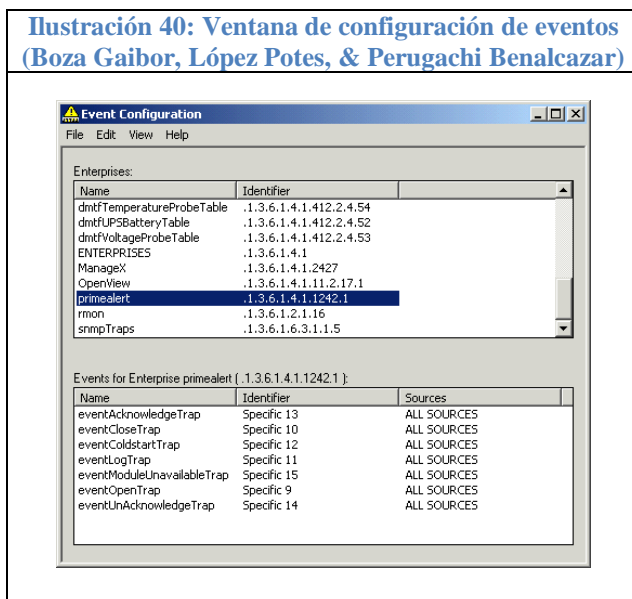 Ilustración 40: Ventana de configuración de eventos
(Boza Gaibor, López Potes, & Perugachi Benalcazar)
Event Configuration
File Edit View Help
Enterprises:
Name Identifier
dmtfTemperatureProbeTable .1.3.6.1.4.1.412.2.4.54
dmtfUPSBatteryTable .1.3.6.1.4.1.412.2.4.52
dmtfVoltageProbeTable .1.3.6.1.4.1.412.2.4.53
ENTERPRISES .1.3.6.1.4.1
ManageX .1.3.6.1.4.1.2427
OpenView .1.3.6.1.4.1.11.2.17.1
primealert .1.3.6.1.4.1.1242.1
rmon .1.3.6.1.2.1.16
snmpTraps .1.3.6.1.6.3.1.1.5
Events for Enterprise primealert ( .1.3.6.1.4.1.1242.1 ):
Name Identifier Sources
eventAcknowledgeTrap Specific 13 ALL SOURCES
eventCloseTrap Specific 10 ALL SOURCES
eventColdstartTrap Specific 12 ALL SOURCES
eventLogTrap Specific 11 ALL SOURCES
eventModuleUnavailableTrap Specific 15 ALL SOURCES
eventOpenTrap Specific 9 ALL SOURCES
eventUnAcknowledgeTrap Specific 14 ALL SOURCES